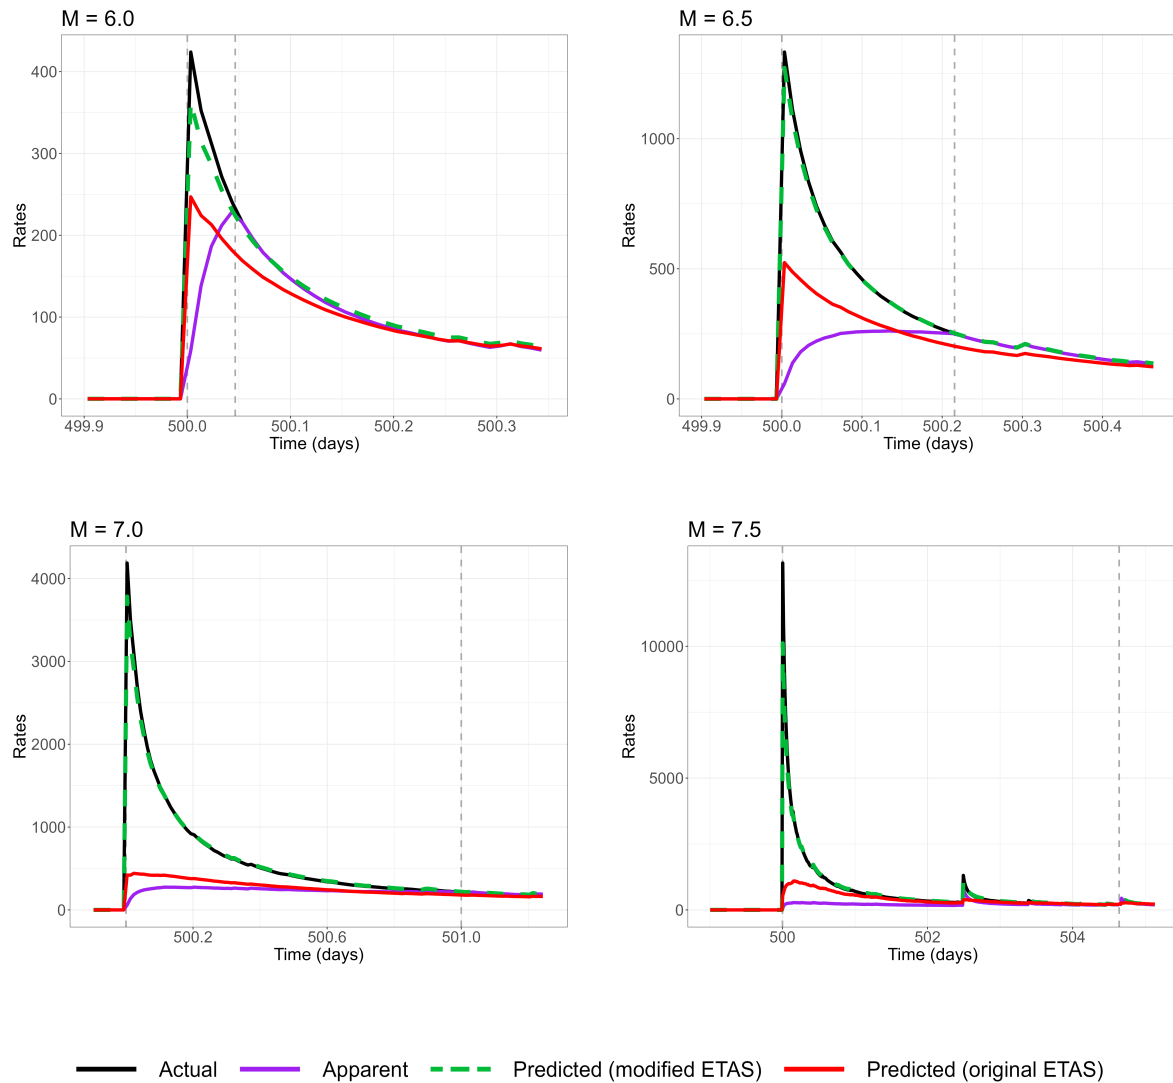 M = 6.0
Rates
400
300
200
100
0
499.9 500.0 500.1 500.2 500.3
Time (days)
M = 6.5
Rates
1000
500
0
499.9 500.0 500.1 500.2 500.3 500.4
Time (days)
M = 7.0
Rates
4000
3000
2000
1000
0
500.2 500.6 501.0
Time (days)
M = 7.5
Rates
10000
5000
0
500 502 504
Time (days)
Actual Apparent Predicted (modified ETAS) Predicted (original ETAS)